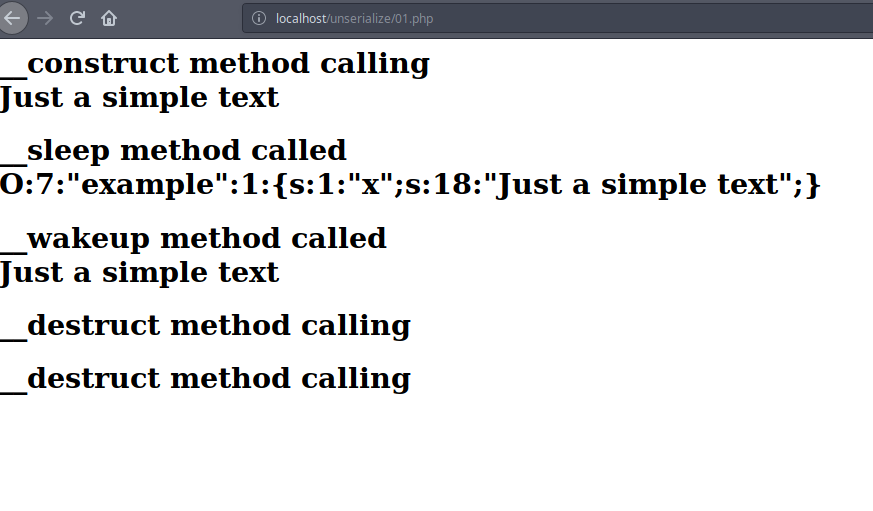 localhost/unserialize/01.php
__construct method calling
Just a simple text
__sleep method called
O:7:"example":1:{s:1:"x";s:18:"Just a simple text";}
__wakeup method called
Just a simple text
__destruct method calling
__destruct method calling